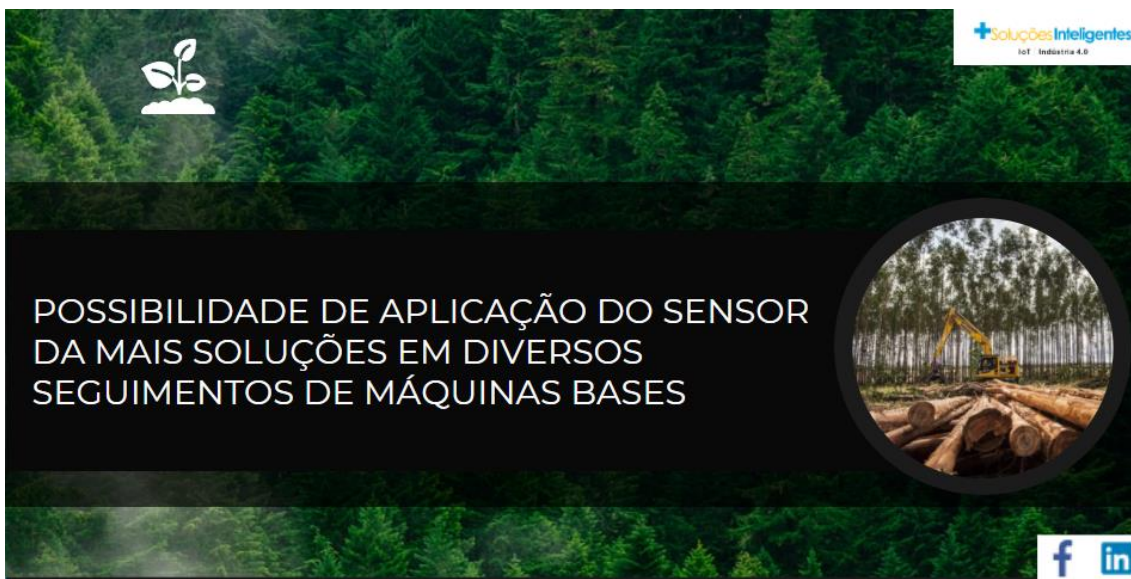 +Soluções Inteligentes
IoT Indústria 4.0
POSSIBILIDADE DE APLICAÇÃO DO SENSOR
DA MAIS SOLUÇÕES EM DIVERSOS
SEGUIMENTOS DE MÁQUINAS BASES
f in